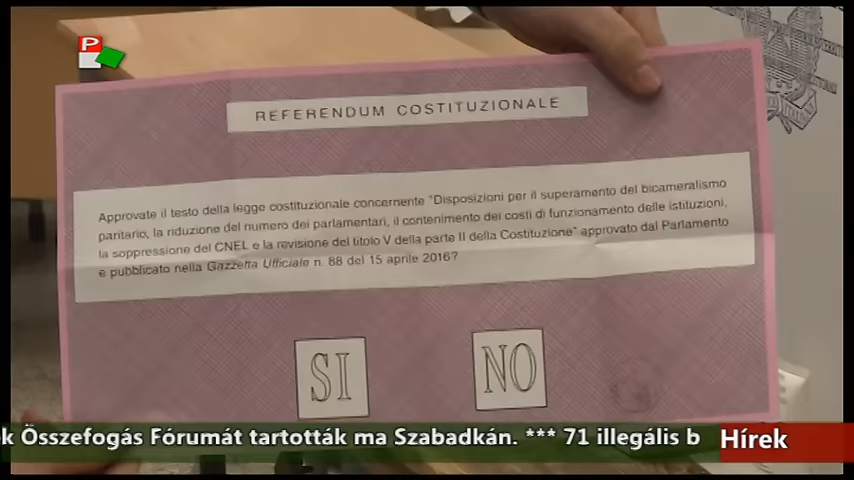 P
REFERENDUM COSTITUZIONALE
Approvate il testo della legge costituzionale concernente "Disposizioni per il superamento del bicameralismo
paritario, la riduzione del numero dei parlamentari, il contenimento dei costi di funzionamento delle istituzioni,
la soppressione del CNEL e la revisione del titolo V della parte II della Costituzione" approvato dal Parlamento
e pubblicato nella Gazzetta Ufficiale n. 88 del 15 aprile 2016?
SI NO
k Összefogás Fórumát tartották ma Szabadkán. *** 71 illegális b Hírek